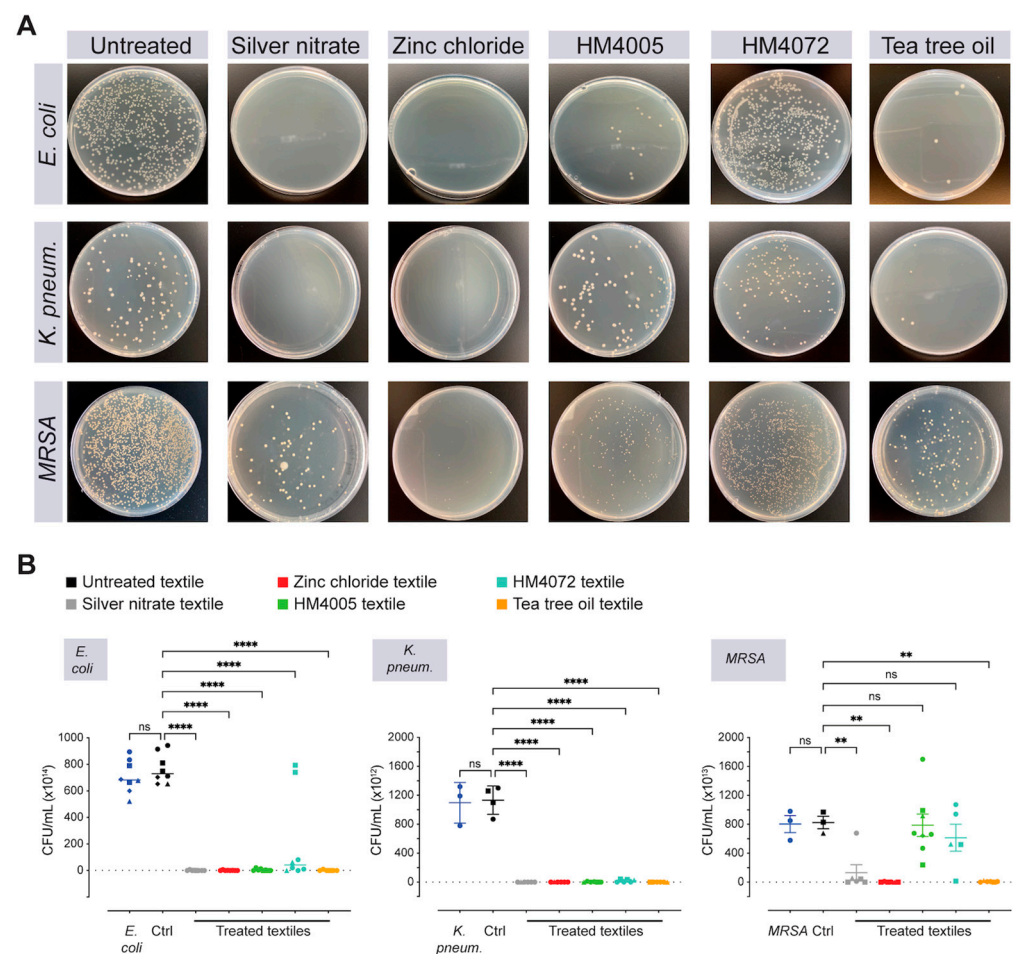 A
Untreated Silver nitrate Zinc chloride HM4005 HM4072 Tea tree oil
E. coli
K. pneum.
MRSA
B
Untreated textile Zinc chloride textile HM4072 textile
Silver nitrate textile HM4005 textile Tea tree oil textile
E.
coli
****
****
****
****
ns ****
1000
800
600
400
200
0
CFU/mL (x10¹⁴)
E.
coli
Ctrl Treated textiles
K.
pneum.
****
****
****
****
ns ****
2000
1600
1200
800
400
0
CFU/mL (x10¹²)
K.
pneum.
Ctrl Treated textiles
MRSA
**
ns
ns
**
ns **
2000
1600
1200
800
400
0
CFU/mL (x10¹³)
MRSA Ctrl Treated textiles